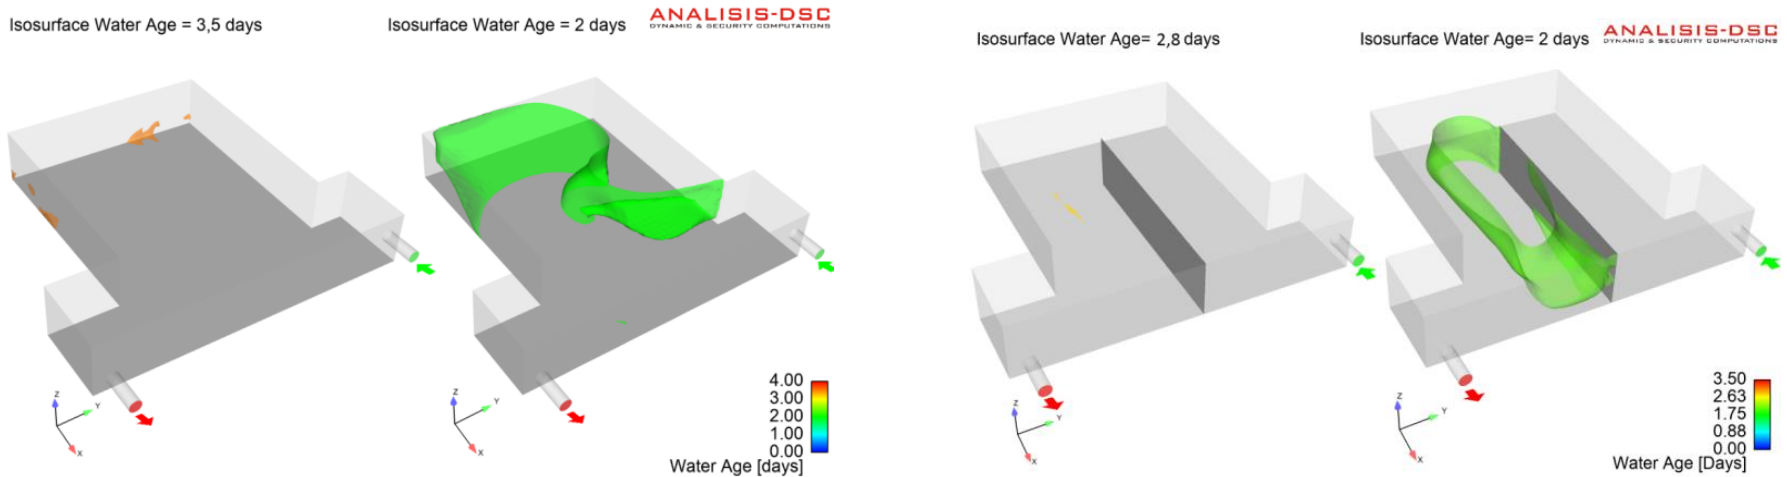 Isosurface Water Age = 3,5 days
Isosurface Water Age = 2 days
ANALISIS-DSC
DYNAMIC & SECURITY COMPUTATIONS
Z
Y
X
Z
Y
X
4.00
3.00
2.00
1.00
0.00
Water Age [days]
Isosurface Water Age= 2,8 days
Isosurface Water Age= 2 days
ANALISIS-DSC
DYNAMIC & SECURITY COMPUTATIONS
Z
Y
X
Z
Y
X
3.50
2.63
1.75
0.88
0.00
Water Age [Days]